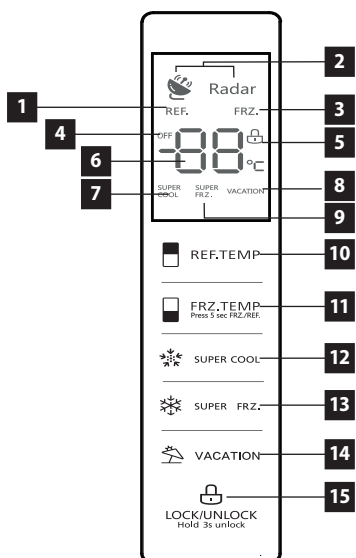 2
Radar
1
REF.
FRZ.
3
4
OFF
-88
°C
5
6
7
SUPER COOL
SUPER FRZ.
VACATION
8
9
REF.TEMP
10
FRZ.TEMP
11
Press 5 sec FRZ./REF.
SUPER COOL
12
SUPER FRZ.
13
VACATION
14
15
LOCK/UNLOCK
Hold 3s unlock